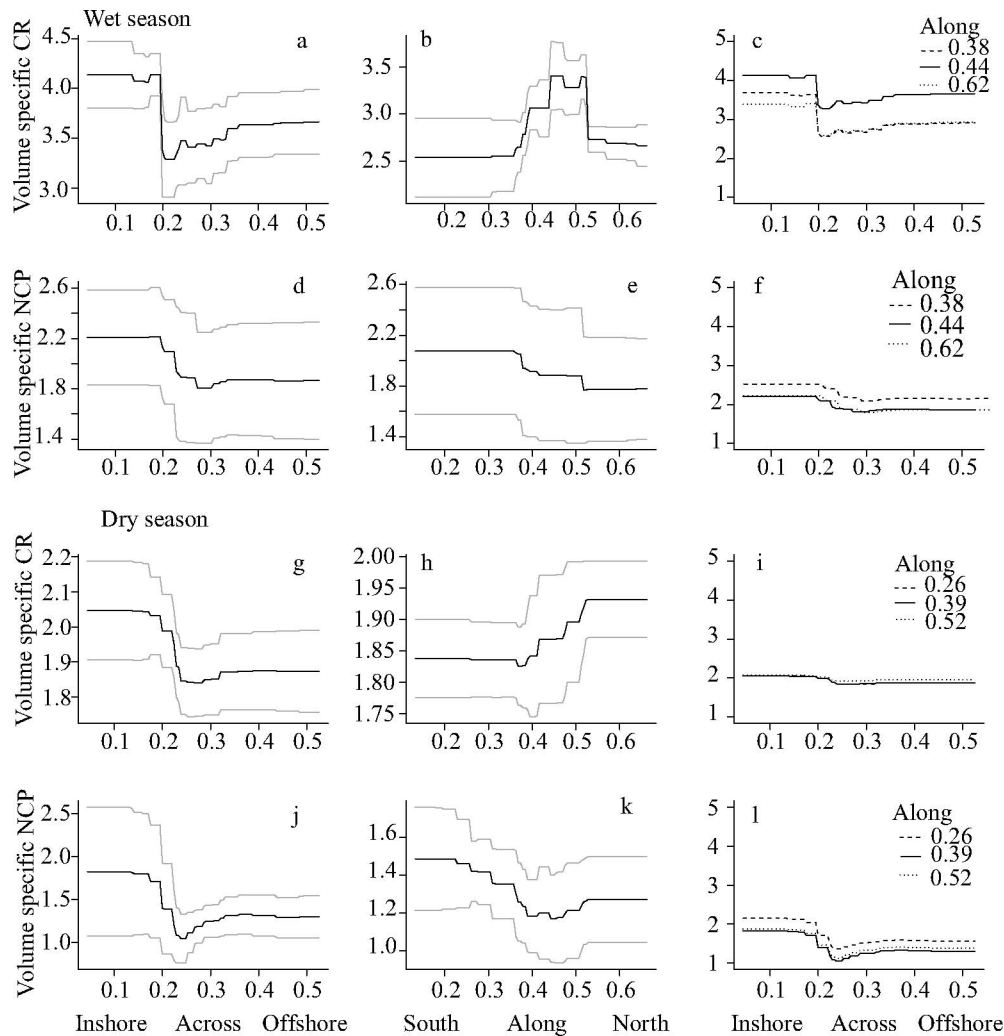 Wet season
Volume specific CR
4.5
4.0
3.5
3.0
a
0.1 0.2 0.3 0.4 0.5
3.5
3.0
2.5
b
0.2 0.3 0.4 0.5 0.6
5
4
3
2
1
c
Along
0.38
0.44
0.62
0.1 0.2 0.3 0.4 0.5
Volume specific NCP
2.6
2.2
1.8
1.4
d
0.1 0.2 0.3 0.4 0.5
2.6
2.2
1.8
1.4
e
0.2 0.3 0.4 0.5 0.6
5
4
3
2
1
f
Along
0.38
0.44
0.62
0.1 0.2 0.3 0.4 0.5
Dry season
Volume specific CR
2.2
2.1
2.0
1.9
1.8
g
0.1 0.2 0.3 0.4 0.5
2.00
1.95
1.90
1.85
1.80
1.75
h
0.2 0.3 0.4 0.5 0.6
5
4
3
2
1
i
Along
0.26
0.39
0.52
0.1 0.2 0.3 0.4 0.5
Volume specific NCP
2.5
2.0
1.5
1.0
j
0.1 0.2 0.3 0.4 0.5
Inshore Across Offshore
1.6
1.4
1.2
1.0
k
0.2 0.3 0.4 0.5 0.6
South Along North
5
4
3
2
1
l
Along
0.26
0.39
0.52
0.1 0.2 0.3 0.4 0.5
Inshore Across Offshore